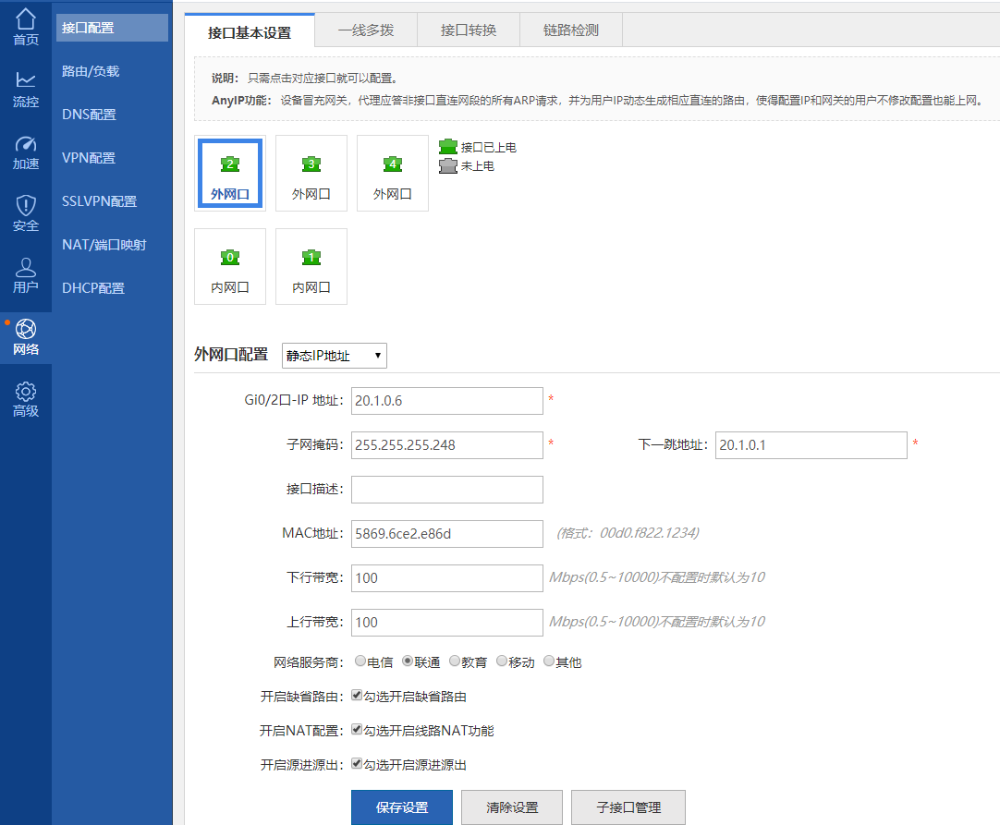 首页
流控
加速
安全
用户
网络
高级
接口配置
路由/负载
DNS配置
VPN配置
SSLVPN配置
NAT/端口映射
DHCP配置
接口基本设置 一线多拨 接口转换 链路检测
说明： 只需点击对应接口就可以配置。
AnyIP功能： 设备冒充网关，代理应答非接口直连网段的所有ARP请求，并为用户IP动态生成相应直连的路由，使得配置IP和网关的用户不修改配置也能上网。
2 3 4 接口已上电
未上电
外网口 外网口 外网口
0 1
内网口 内网口
外网口配置 静态IP地址
Gi0/2口-IP 地址： 20.1.0.6 *
子网掩码： 255.255.255.248 * 下一跳地址： 20.1.0.1 *
接口描述：
MAC地址： 5869.6ce2.e86d (格式：00d0.f822.1234)
下行带宽： 100 Mbps(0.5~10000)不配置时默认为10
上行带宽： 100 Mbps(0.5~10000)不配置时默认为10
网络服务商： 电信 联通 教育 移动 其他
开启缺省路由： 勾选开启缺省路由
开启NAT配置： 勾选开启线路NAT功能
开启源进源出： 勾选开启源进源出
保存设置 清除设置 子接口管理